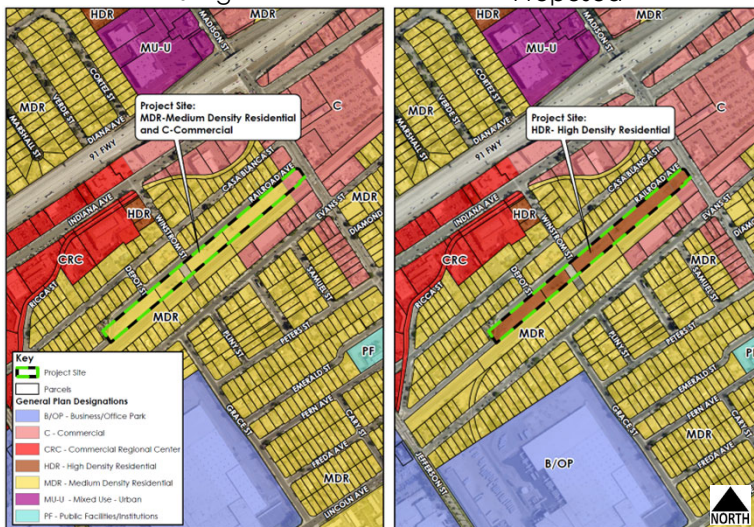 Proposed
HDR
MU-U
MADISON ST
MDR
CORTEZ ST
VERDE ST
MARSHALL ST
DIANA AVE
91 FWY
C
Project Site:
MDR-Medium Density Residential
and C-Commercial
CASA BLANCA ST
RAILROAD AVE
INDIANA AVE
HDR
WINSTROM ST
EVANS ST
MDR
DIAMOND
CRC
RICCA ST
DEPOT ST
SAMUEL ST
MDR
PLINY ST
PETERS ST
PF
EMERALD ST
GRACE ST
FERN AVE
CARY ST
FREDA AVE
MDR
LINCOLN AVE
Key
Project Site
Parcels
General Plan Designations
B/OP - Business/Office Park
C - Commercial
CRC - Commercial Regional Center
HDR - High Density Residential
MDR - Medium Density Residential
MU-U - Mixed Use - Urban
PF - Public Facilities/Institutions
HDR
MU-U
MADISON ST
MDR
CORTEZ ST
VERDE ST
MARSHALL ST
DIANA AVE
91 FWY
C
Project Site:
HDR- High Density Residential
CASA BLANCA ST
RAILROAD AVE
INDIANA AVE
HDR
WINSTROM ST
EVANS ST
MDR
CRC
RICCA ST
DEPOT ST
SAMUEL ST
MDR
PLINY ST
PETERS ST
EMERALD ST
GRACE ST
FERN AVE
CARY ST
FREDA AVE
MDR
B/OP
JEFFERSON ST
NORTH